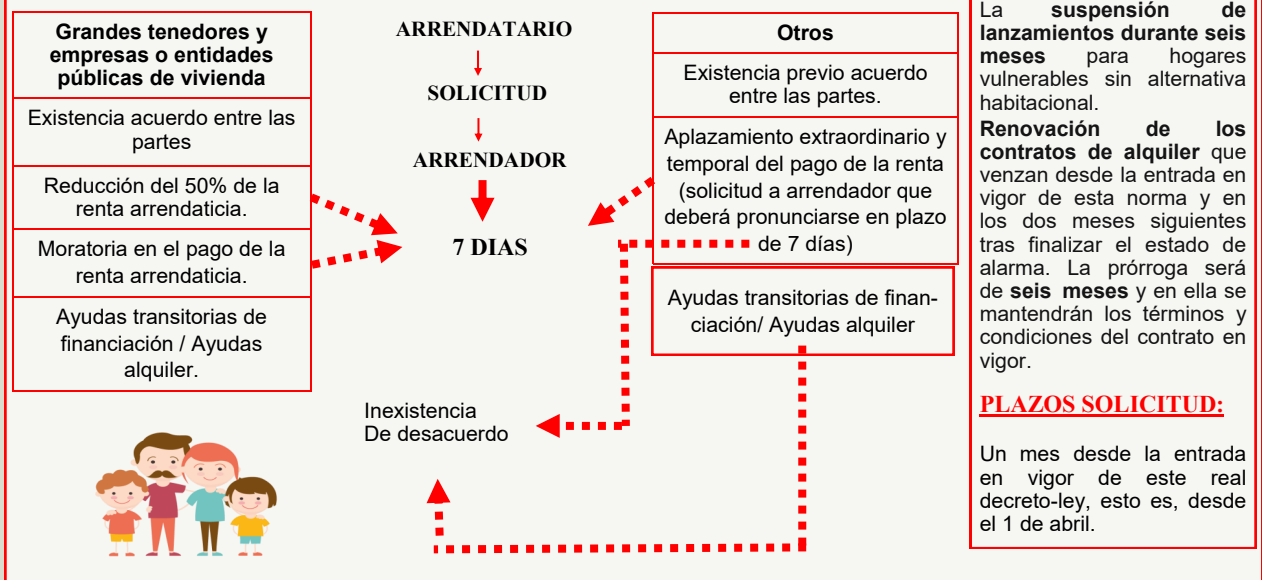 Grandes tenedores y
empresas o entidades
públicas de vivienda
Existencia acuerdo entre las
partes
Reducción del 50% de la
renta arrendaticia.
Moratoria en el pago de la
renta arrendaticia.
Ayudas transitorias de
financiación / Ayudas
alquiler.
ARRENDATARIO
SOLICITUD
ARRENDADOR
7 DIAS
Inexistencia
De desacuerdo
Otros
Existencia previo acuerdo
entre las partes.
Aplazamiento extraordinario y
temporal del pago de la renta
(solicitud a arrendador que
deberá pronunciarse en plazo
de 7 días)
Ayudas transitorias de finan-
ciación/ Ayudas alquiler
La suspensión de
lanzamientos durante seis
meses para hogares
vulnerables sin alternativa
habitacional.
Renovación de los
contratos de alquiler que
venzan desde la entrada en
vigor de esta norma y en
los dos meses siguientes
tras finalizar el estado de
alarma. La prórroga será
de seis meses y en ella se
mantendrán los términos y
condiciones del contrato en
vigor.
PLAZOS SOLICITUD:
Un mes desde la entrada
en vigor de este real
decreto-ley, esto es, desde
el 1 de abril.